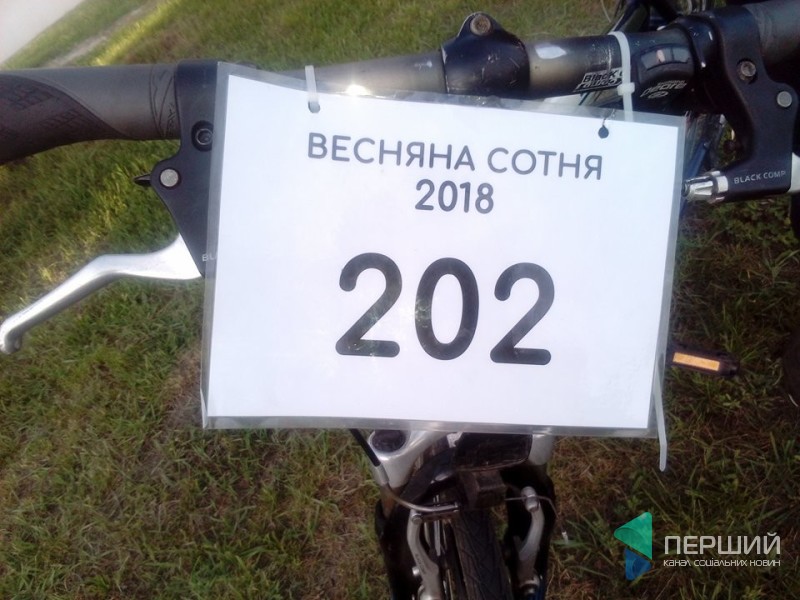 ВЕСНЯНА СОТНЯ
2018
202
BLACK COMP
ПЕРШИЙ
КАНАЛ СОЦІАЛЬНИХ НОВИН